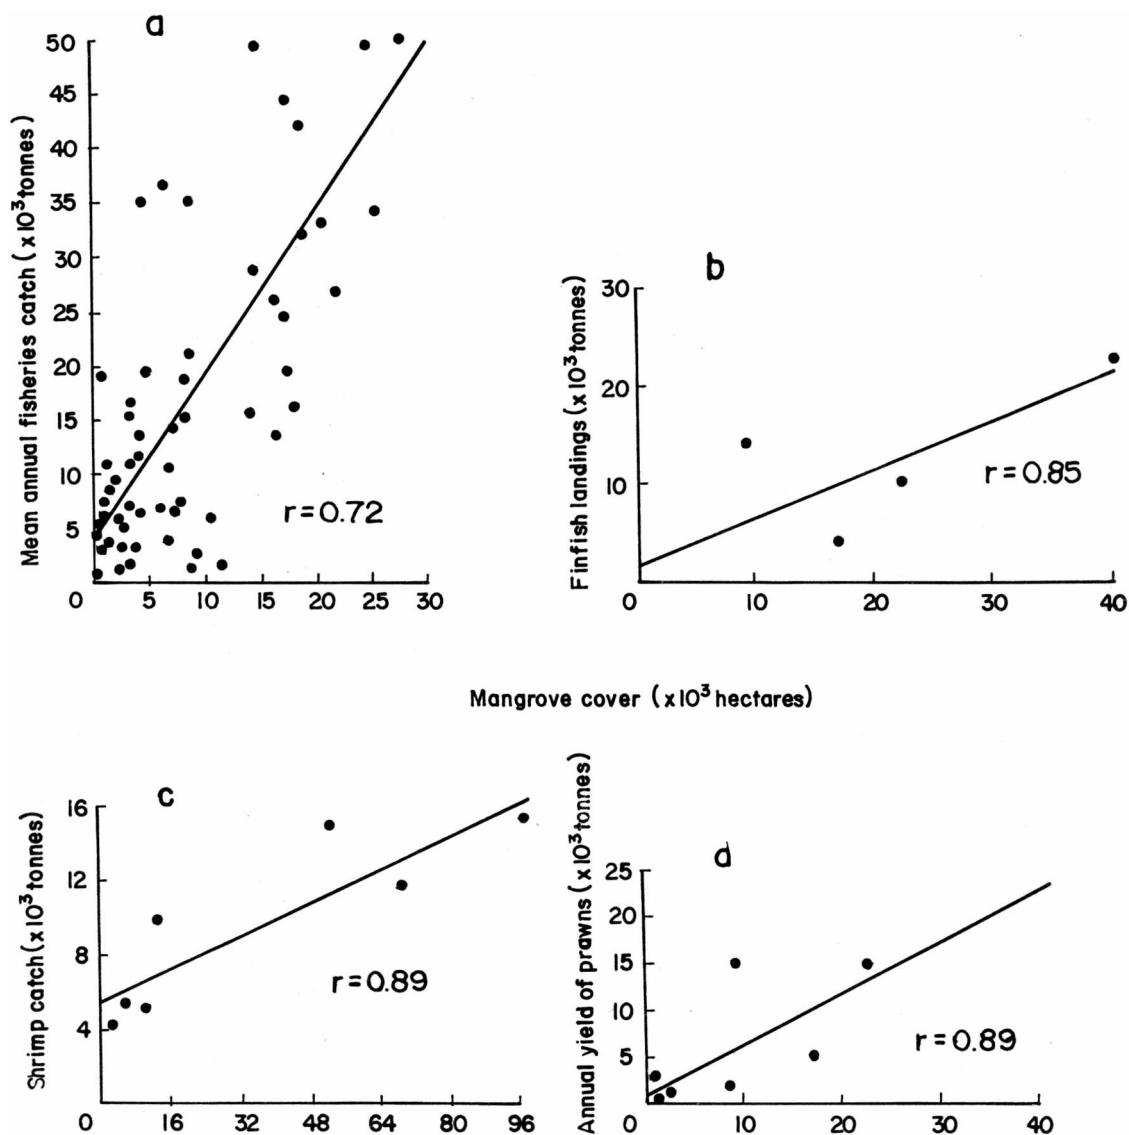 a
Mean annual fisheries catch (x10³ tonnes)
50
45
40
35
30
25
20
15
10
5
0 5 10 15 20 25 30
r=0.72
b
Finfish landings (x10³ tonnes)
30
20
10
0 10 20 30 40
r=0.85
Mangrove cover (x10³ hectares)
c
Shrimp catch (x10³ tonnes)
16
12
8
4
0 16 32 48 64 80 96
r=0.89
d
Annual yield of prawns (x10³ tonnes)
25
20
15
10
5
0 10 20 30 40
r=0.89